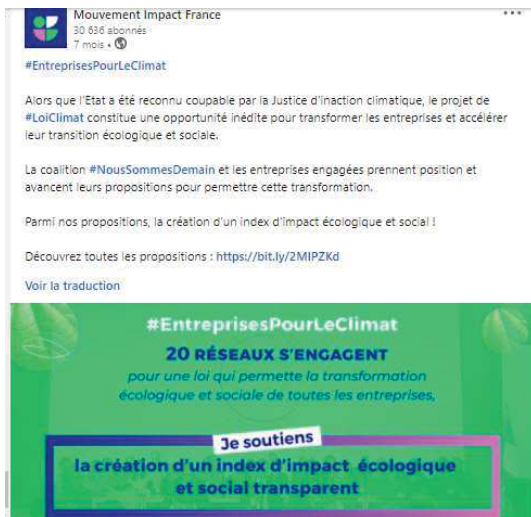 Mouvement Impact France
30 636 abonnés
7 mois •
#EntreprisesPourLeClimat
Alors que l'Etat a été reconnu coupable par la Justice d'inaction climatique, le projet de
#LoiClimat constitue une opportunité inédite pour transformer les entreprises et accélérer
leur transition écologique et sociale.
La coalition #NousSommesDemain et les entreprises engagées prennent position et
avancent leurs propositions pour permettre cette transformation.
Parmi nos propositions, la création d'un index d'impact écologique et social !
Découvrez toutes les propositions : https://bit.ly/2MIPZKd
Voir la traduction
#EntreprisesPourLeClimat
20 RÉSEAUX S'ENGAGENT
pour une loi qui permette la transformation
écologique et sociale de toutes les entreprises,
Je soutiens
la création d'un index d'impact écologique
et social transparent